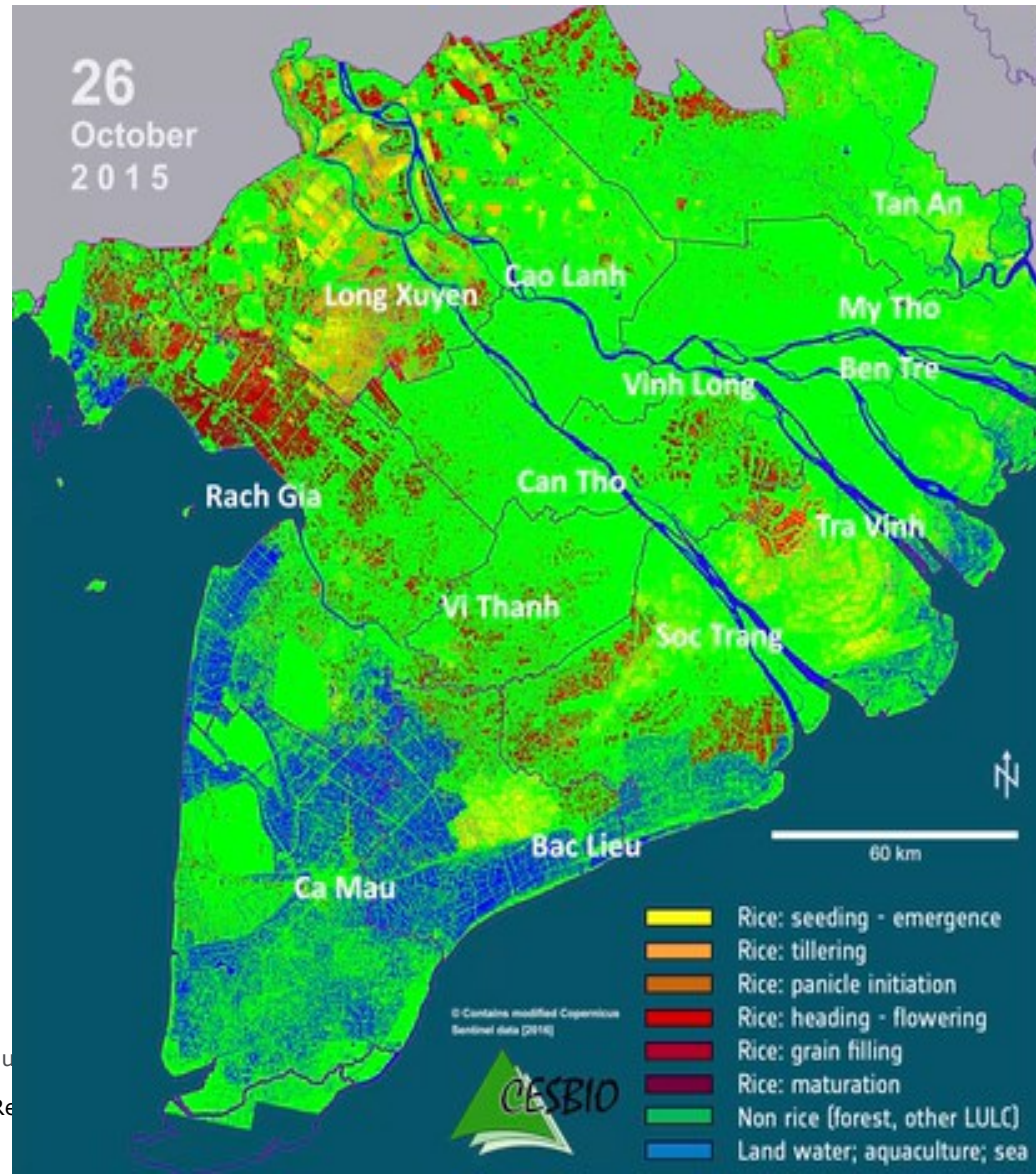 26
October
2015
Tan An
Cao Lanh
Long Xuyen
My Tho
Ben Tre
Vinh Long
Can Tho
Rach Gia
Tra Vinh
Vi Thanh
Soc Trang
N
60 km
Bac Lieu
Ca Mau
Rice: seeding - emergence
Rice: tillering
Rice: panicle initiation
© Contains modified Copernicus
Sentinel data [2016]
Rice: heading - flowering
Rice: grain filling
Rice: maturation
CESBIO
Non rice (forest, other LULC)
Land water; aquaculture; sea